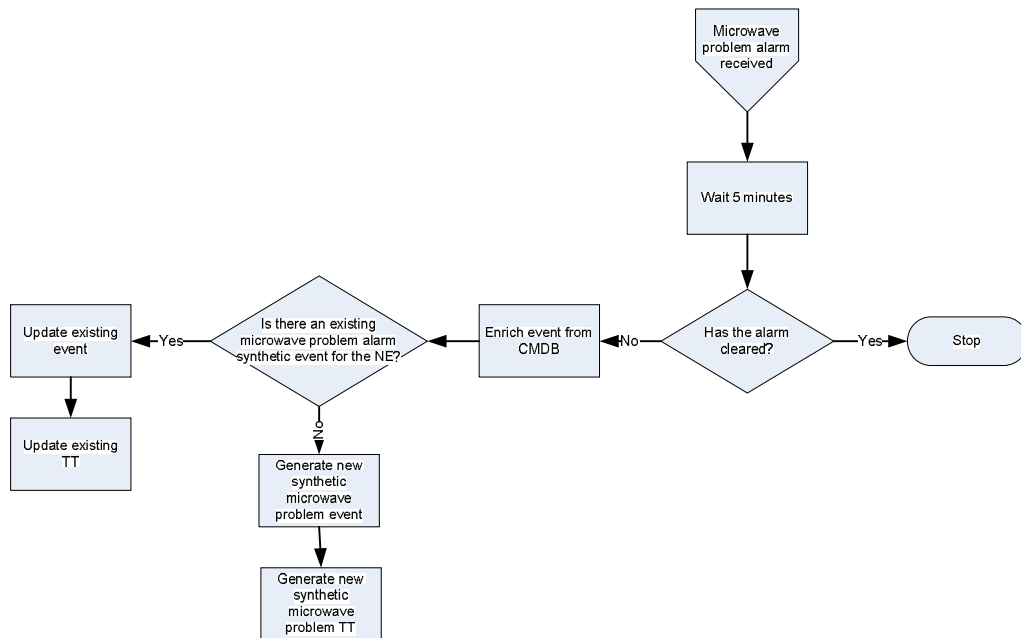 Microwave
problem alarm
received
Wait 5 minutes
Has the alarm
cleared?
Yes
Stop
No
Enrich event from
CMDB
Is there an existing
microwave problem alarm
synthetic event for the NE?
Yes
Update existing
event
Update existing
TT
No
Generate new
synthetic
microwave
problem event
Generate new
synthetic
microwave
problem TT